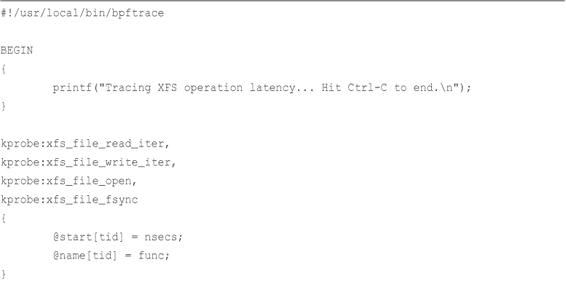 #!/usr/local/bin/bpftrace
BEGIN
{
printf("Tracing XFS operation latency... Hit Ctrl-C to end.\n");
}
kprobe:xfs_file_read_iter,
kprobe:xfs_file_write_iter,
kprobe:xfs_file_open,
kprobe:xfs_file_fsync
{
@start[tid] = nsecs;
@name[tid] = func;
}